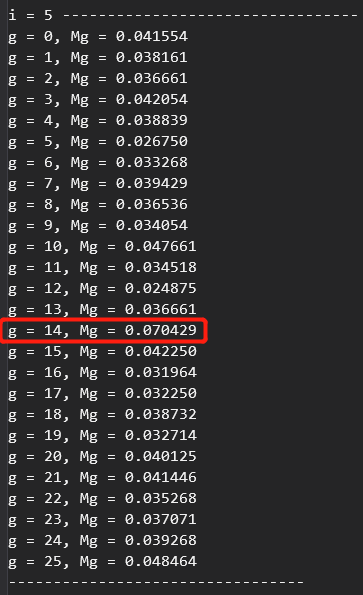 i = 5 --------------------------------
g = 0, Mg = 0.041554
g = 1, Mg = 0.038161
g = 2, Mg = 0.036661
g = 3, Mg = 0.042054
g = 4, Mg = 0.038839
g = 5, Mg = 0.026750
g = 6, Mg = 0.033268
g = 7, Mg = 0.039429
g = 8, Mg = 0.036536
g = 9, Mg = 0.034054
g = 10, Mg = 0.047661
g = 11, Mg = 0.034518
g = 12, Mg = 0.024875
g = 13, Mg = 0.036661
g = 14, Mg = 0.070429
g = 15, Mg = 0.042250
g = 16, Mg = 0.031964
g = 17, Mg = 0.032250
g = 18, Mg = 0.038732
g = 19, Mg = 0.032714
g = 20, Mg = 0.040125
g = 21, Mg = 0.041446
g = 22, Mg = 0.035268
g = 23, Mg = 0.037071
g = 24, Mg = 0.039268
g = 25, Mg = 0.048464
--------------------------------